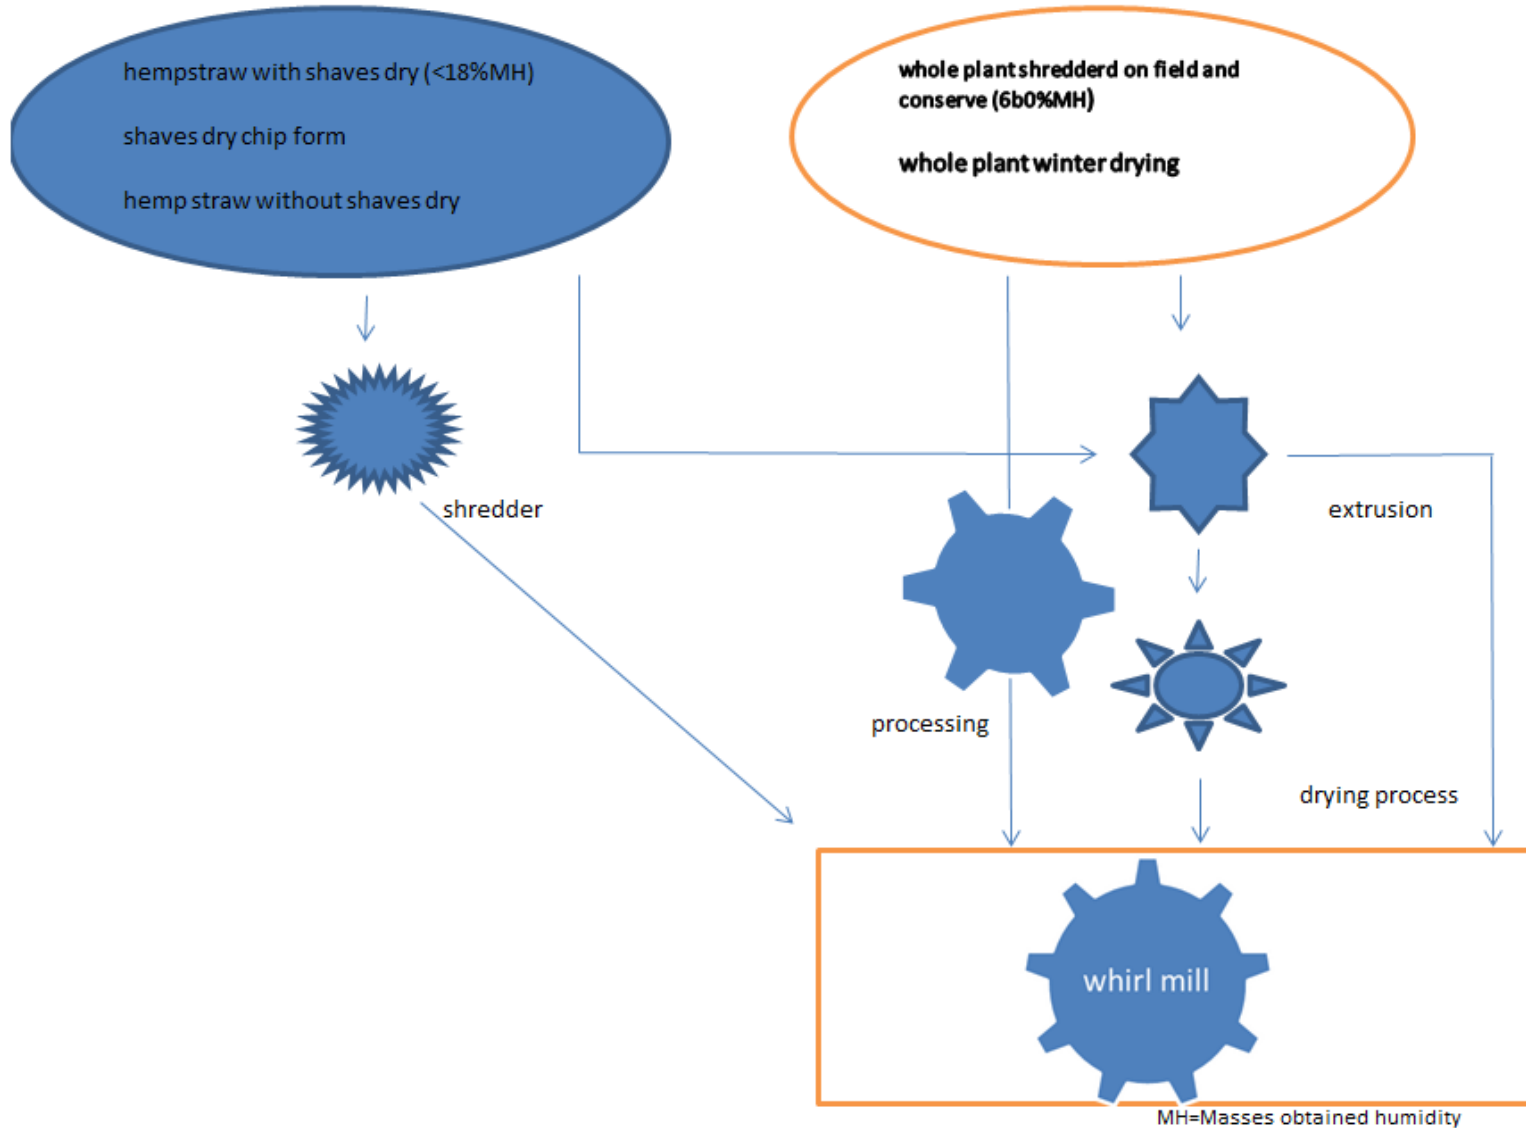 hempstraw with shaves dry (<18%MH)
shaves dry chip form
hemp straw without shaves dry
whole plant shredderd on field and
conserve (6b0%MH)
whole plant winter drying
shredder
extrusion
processing
drying process
whirl mill
MH=Masses obtained humidity